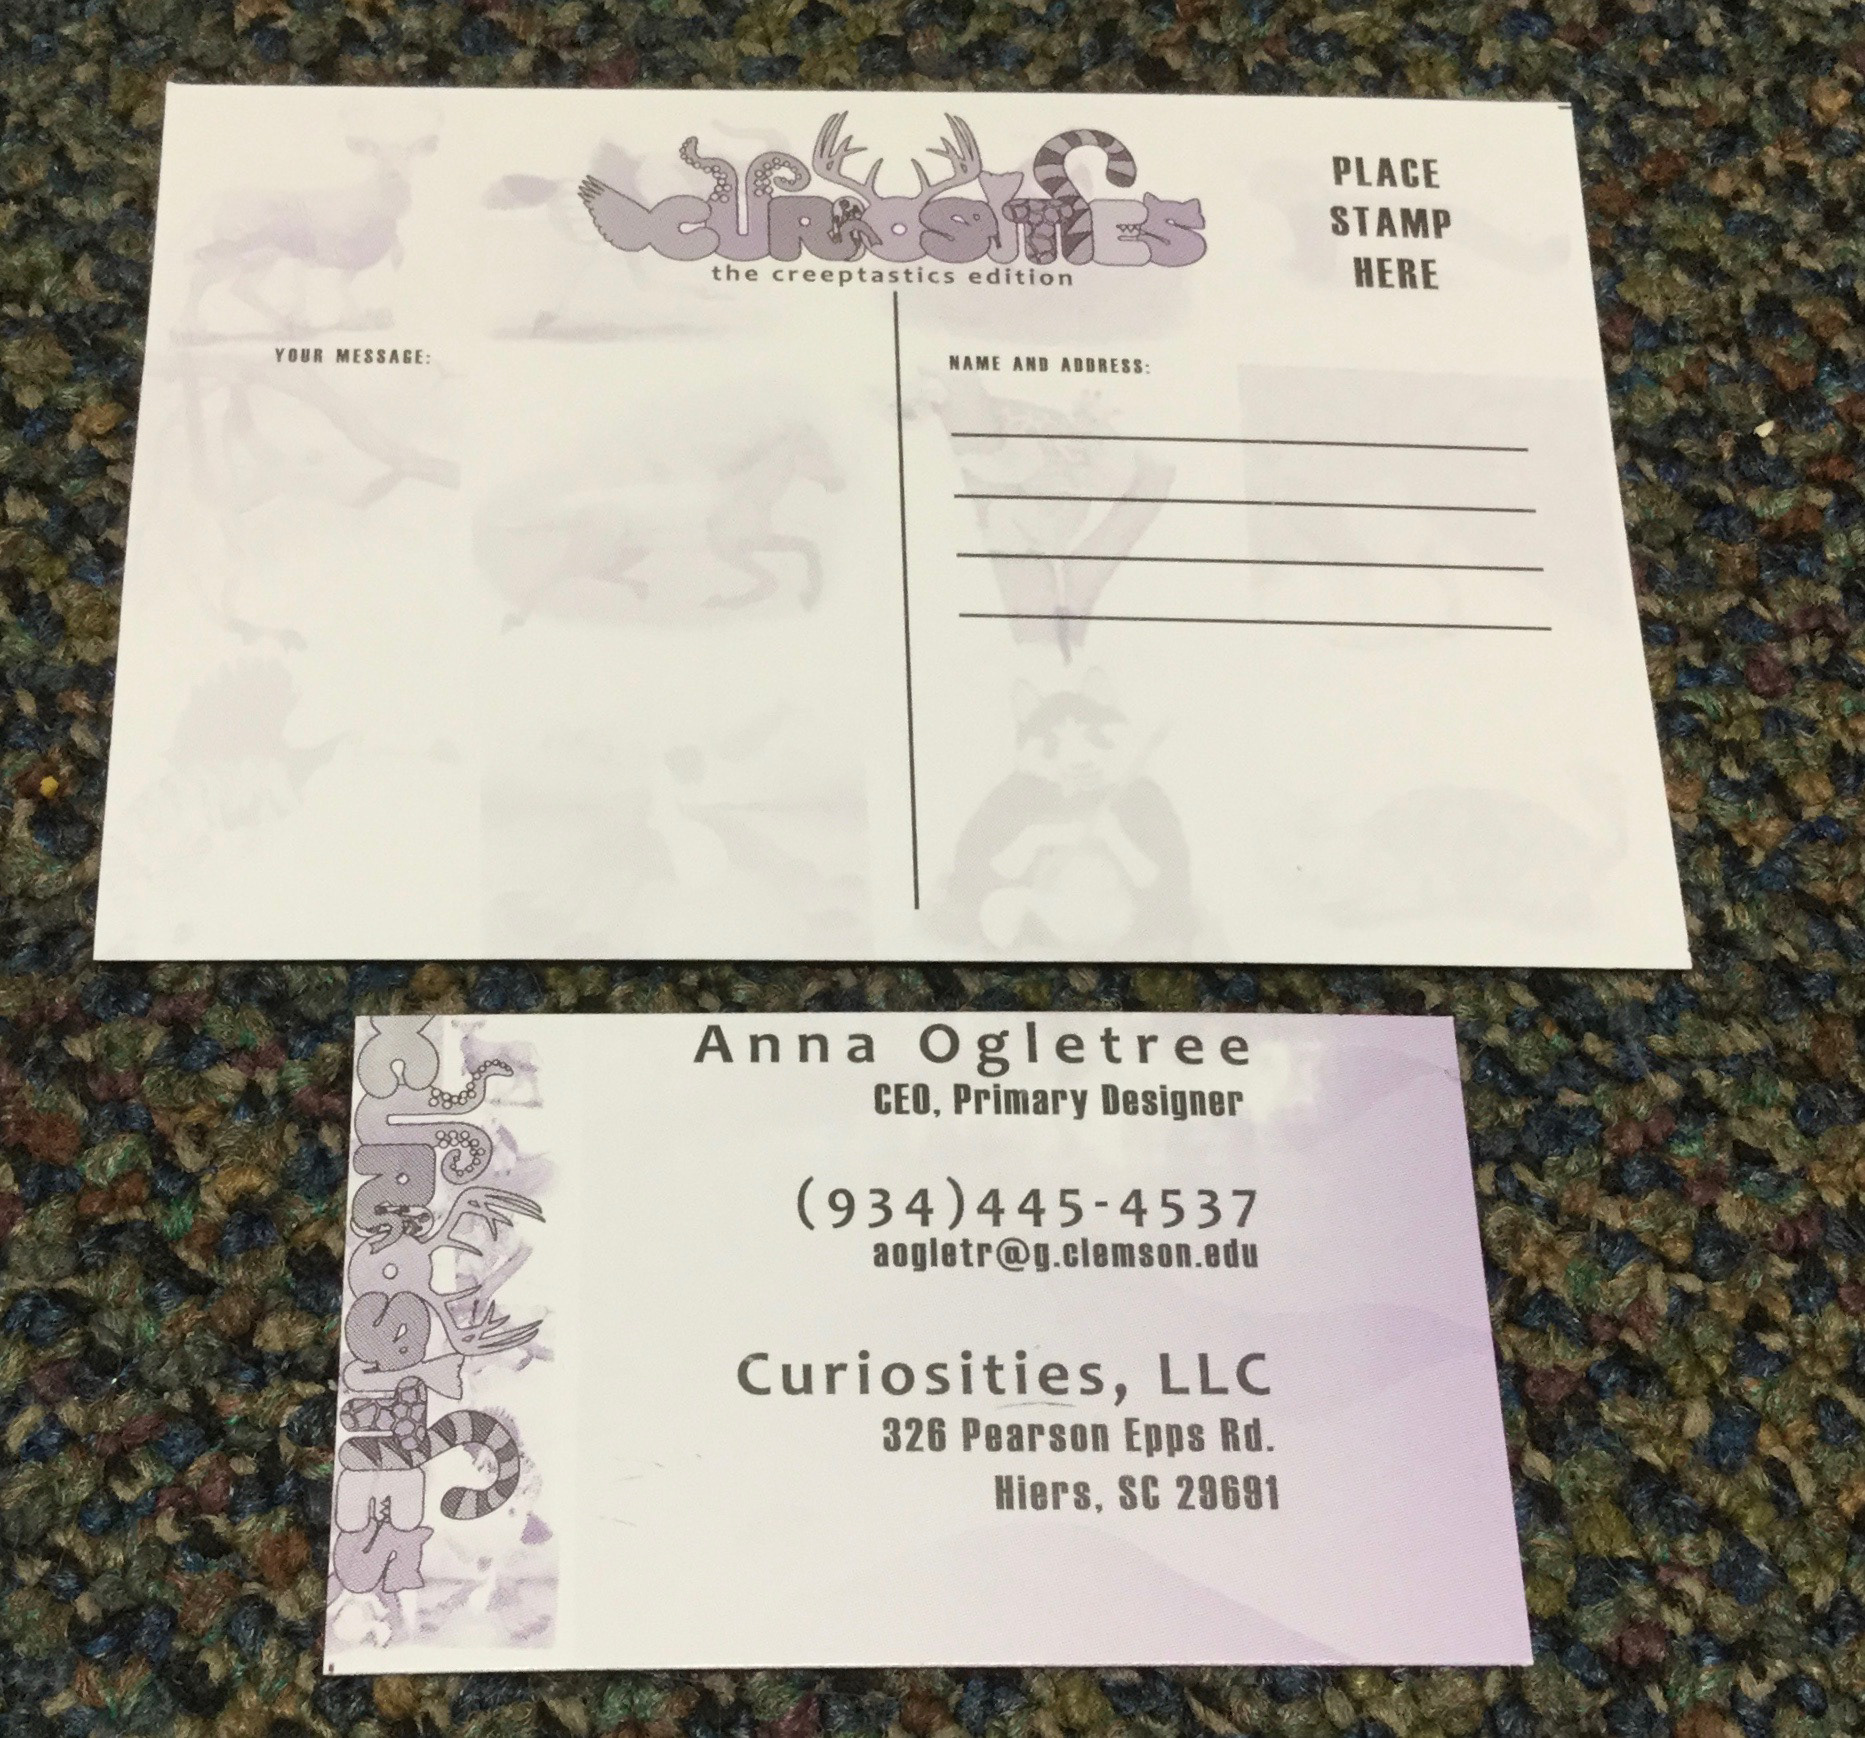 CURIOSITIES
the creeptastics edition
PLACE
STAMP
HERE
YOUR MESSAGE:
NAME AND ADDRESS:
CURIOSITIES
Anna Ogletree
CEO, Primary Designer
(934)445-4537
aogletr@g.clemson.edu
Curiosities, LLC
326 Pearson Epps Rd.
Hiers, SC 29691